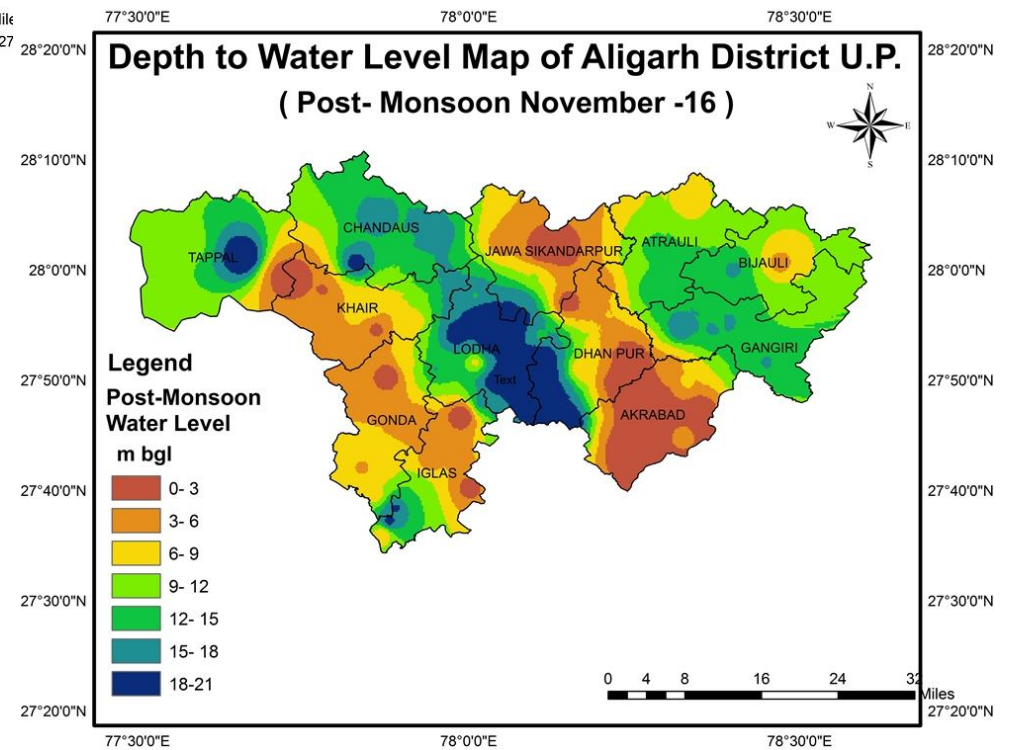 77°30'0"E 78°0'0"E 78°30'0"E
27
28°20'0"N 28°20'0"N
Depth to Water Level Map of Aligarh District U.P.
( Post- Monsoon November -16 )
N
W E
S
28°10'0"N 28°10'0"N
CHANDAUS
JAWA SIKANDARPUR
ATRAULI
TAPPAL
BIJAULI
28°0'0"N 28°0'0"N
KHAIR
LODHA
DHAN PUR
GANGIRI
Text
27°50'0"N 27°50'0"N
GONDA
AKRABAD
IGLAS
27°40'0"N 27°40'0"N
Legend
Post-Monsoon
Water Level
m bgl
0- 3
3- 6
6- 9
9- 12
12- 15
15- 18
18-21
27°30'0"N 27°30'0"N
0 4 8 16 24 32
Miles
27°20'0"N 27°20'0"N
77°30'0"E 78°0'0"E 78°30'0"E